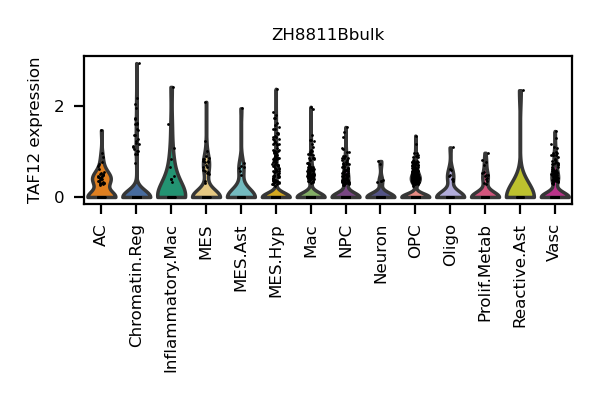 ZH8811Bbulk
TAF12 expression
2
0
AC
Chromatin.Reg
Inflammatory.Mac
MES
MES.Ast
MES.Hyp
Mac
NPC
Neuron
OPC
Oligo
Prolif.Metab
Reactive.Ast
Vasc